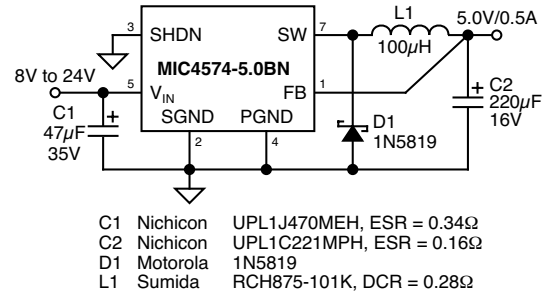 L1
5.0V/0.5A
3 SHDN SW 7
100µH
MIC4574-5.0BN
8V to 24V
5 VIN FB 1
C1
47µF
35V
SGND PGND
2 4
D1
1N5819
C2
220µF
16V
C1 Nichicon UPL1J470MEH, ESR = 0.34Ω
C2 Nichicon UPL1C221MPH, ESR = 0.16Ω
D1 Motorola 1N5819
L1 Sumida RCH875-101K, DCR = 0.28Ω